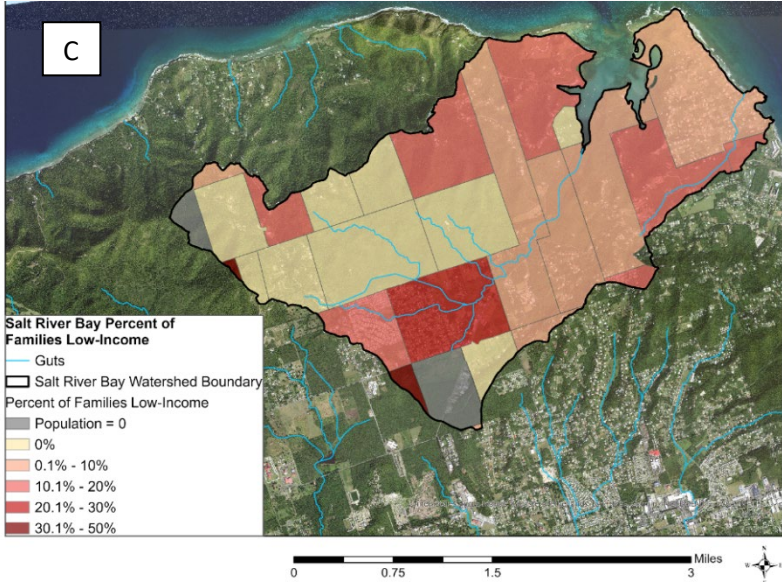 C
Salt River Bay Percent of
Families Low-Income
Guts
Salt River Bay Watershed Boundary
Percent of Families Low-Income
Population = 0
0%
0.1% - 10%
10.1% - 20%
20.1% - 30%
30.1% - 50%
Miles
0 0.75 1.5 3
N
W E
S